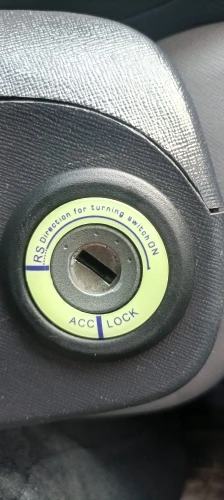 RS Direction for turning switch ON
ACC LOCK